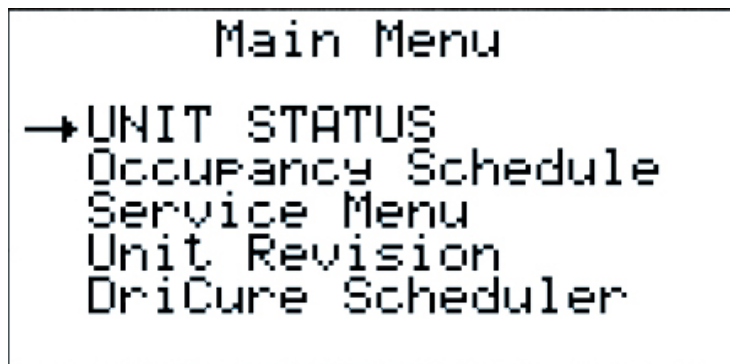 Main Menu
→UNIT STATUS
Occupancy Schedule
Service Menu
Unit Revision
DriCure Scheduler